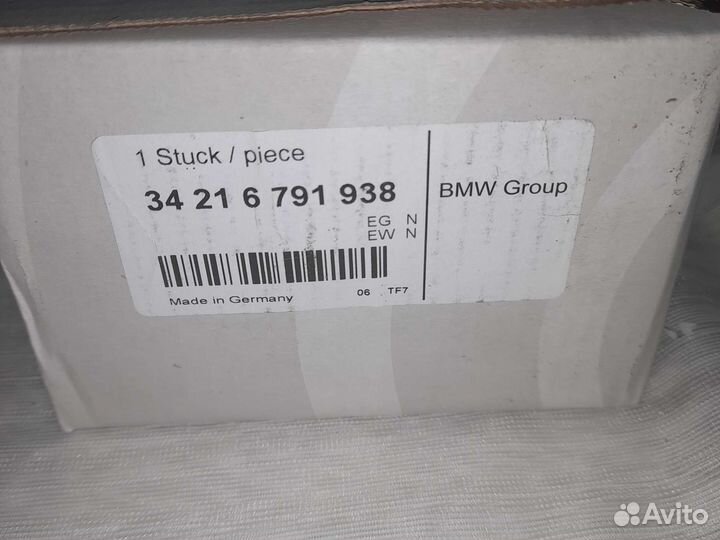 1 Stuck / piece
34 21 6 791 938
EG N
EW N
Made in Germany
06 TF7
BMW Group
Avito